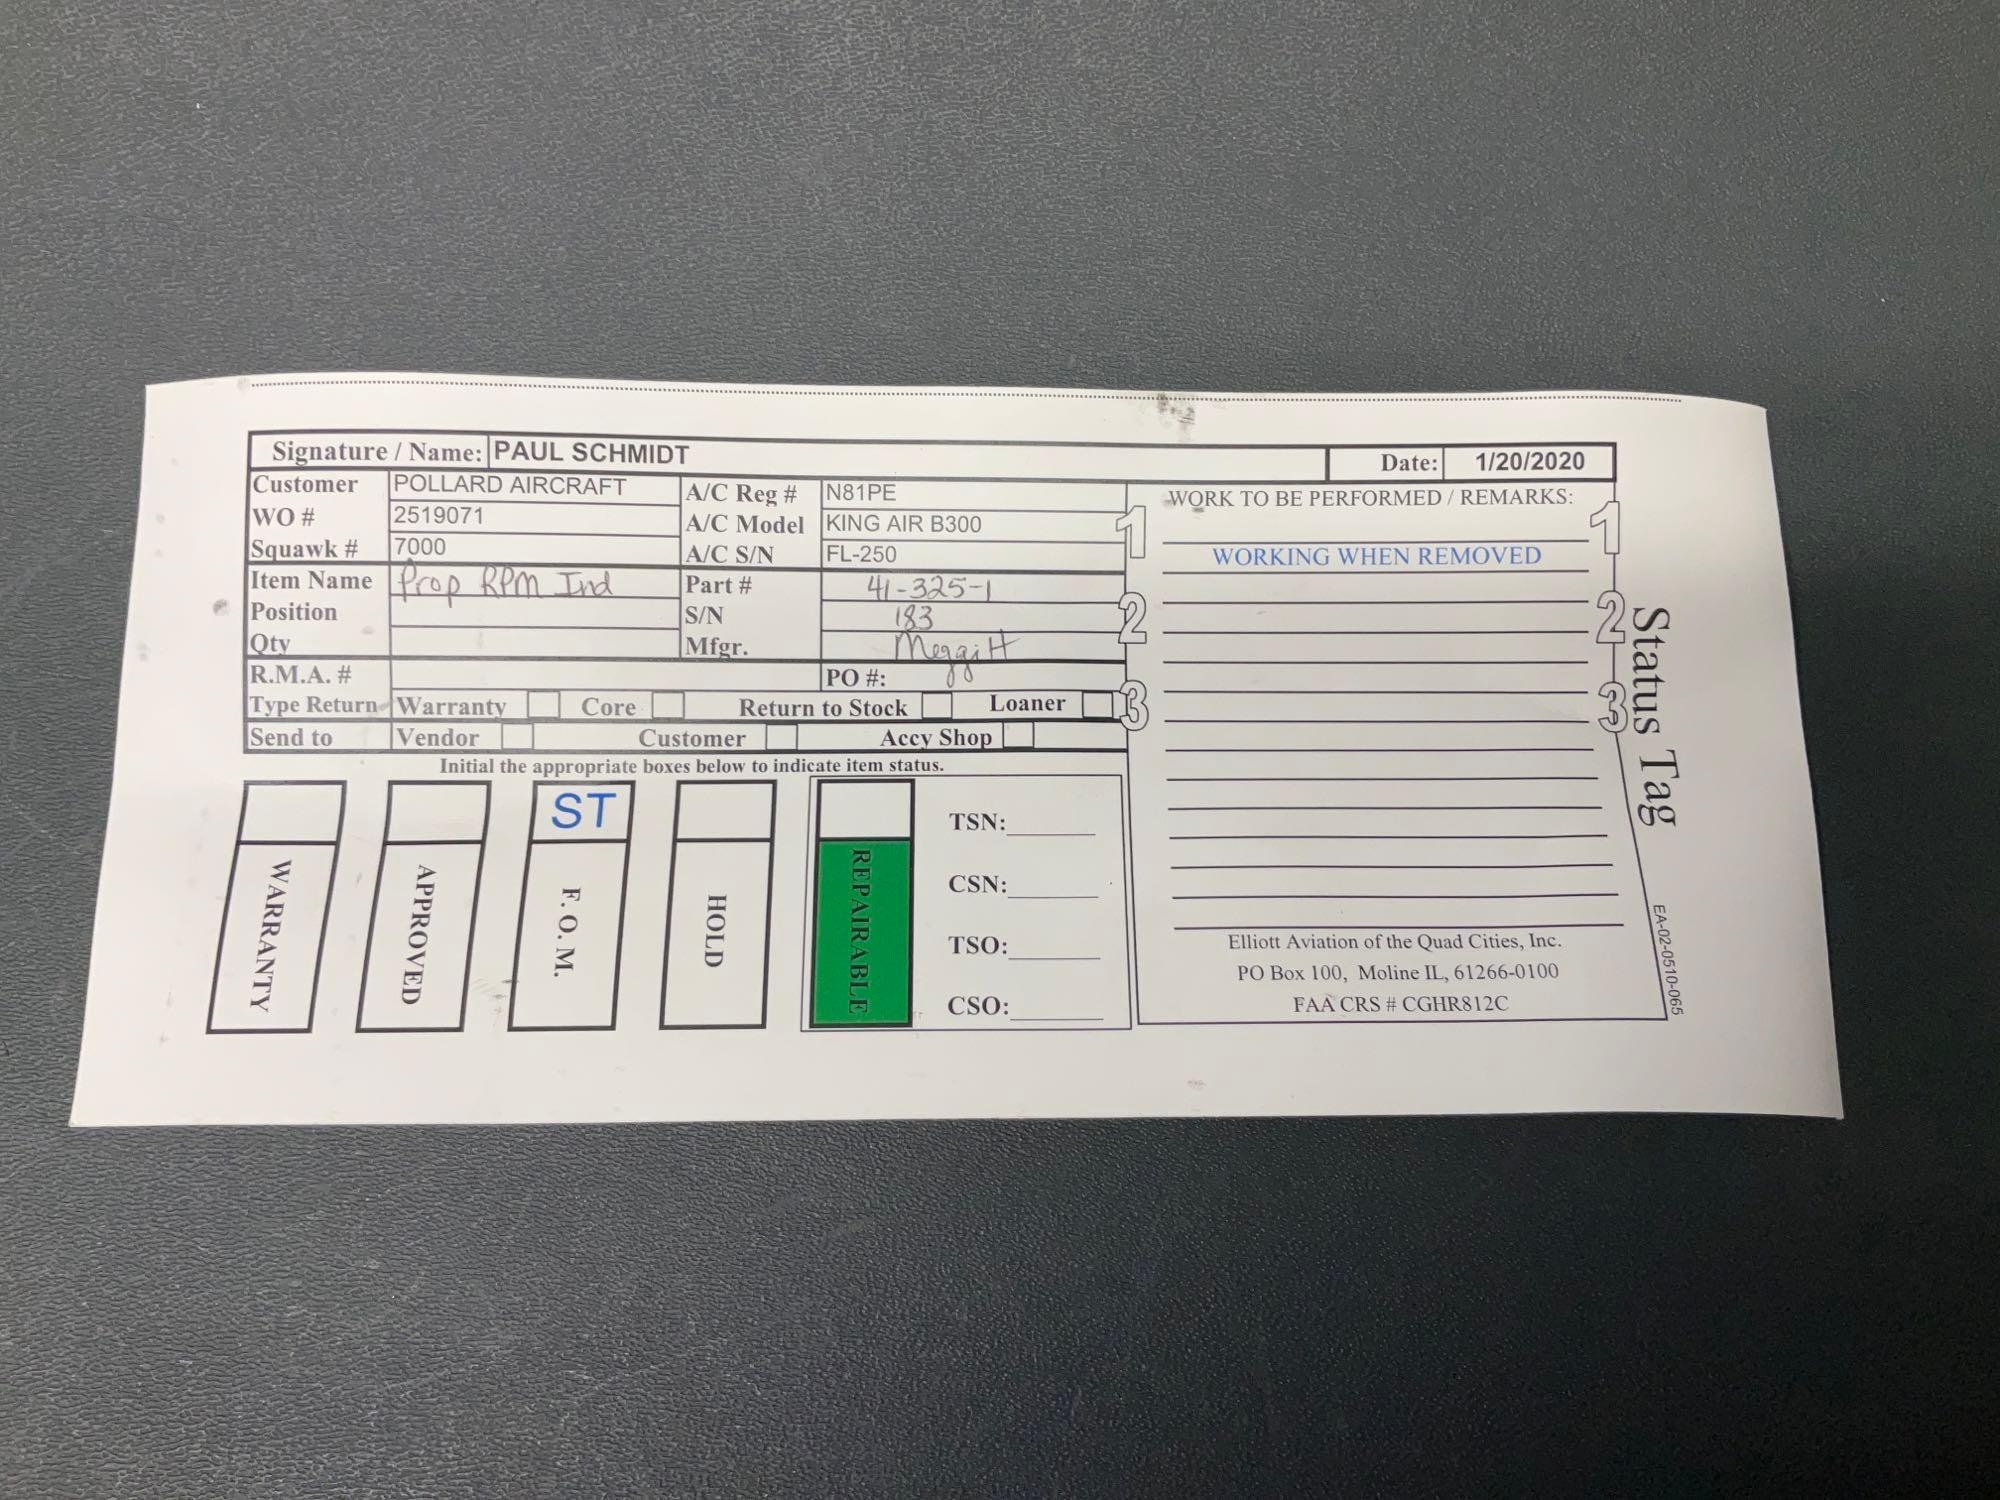 Signature / Name: PAUL SCHMIDT Date: 1/20/2020
Customer POLLARD AIRCRAFT A/C Reg # N81PE
WO # 2519071 A/C Model KING AIR B300
Squawk # 7000 A/C S/N FL-250
Item Name Prop RPM Ind Part # 41-325-1
Position S/N 183
Qty Mfgr. Meggitt
R.M.A. # PO #:
Type Return Warranty Core Return to Stock Loaner
Send to Vendor Customer Accy Shop
1
2
3
WORK TO BE PERFORMED / REMARKS:
WORKING WHEN REMOVED
1
2
3
Status Tag
Initial the appropriate boxes below to indicate item status.
ST
WARRANTY
APPROVED
F. O. M.
HOLD
REPAIRABLE
TSN:
CSN:
TSO:
CSO:
Elliott Aviation of the Quad Cities, Inc.
PO Box 100, Moline IL, 61266-0100
FAA CRS # CGHR812C
EA-02-0510-065